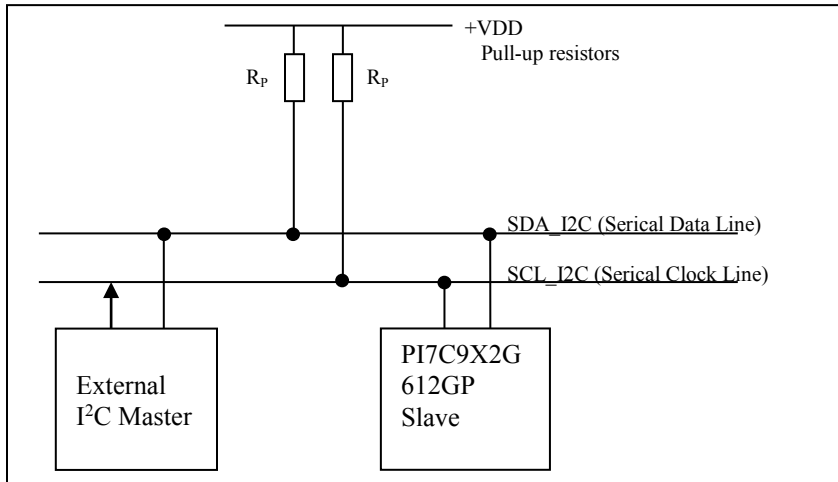 +VDD
Pull-up resistors
RP RP
SDA_I2C (Serical Data Line)
SCL_I2C (Serical Clock Line)
External
I²C Master
PI7C9X2G
612GP
Slave